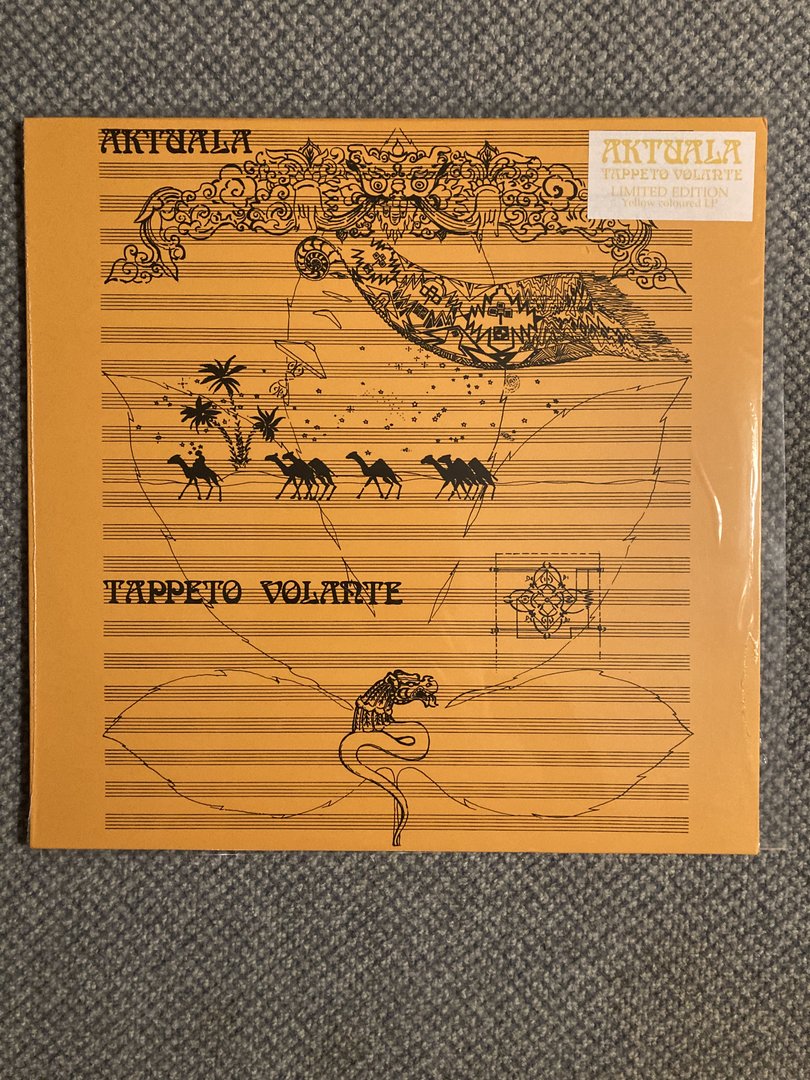 AKTUALA
AKTUALA
TAPPETO VOLANTE
LIMITED EDITION
Yellow coloured LP
TAPPETO VOLANTE